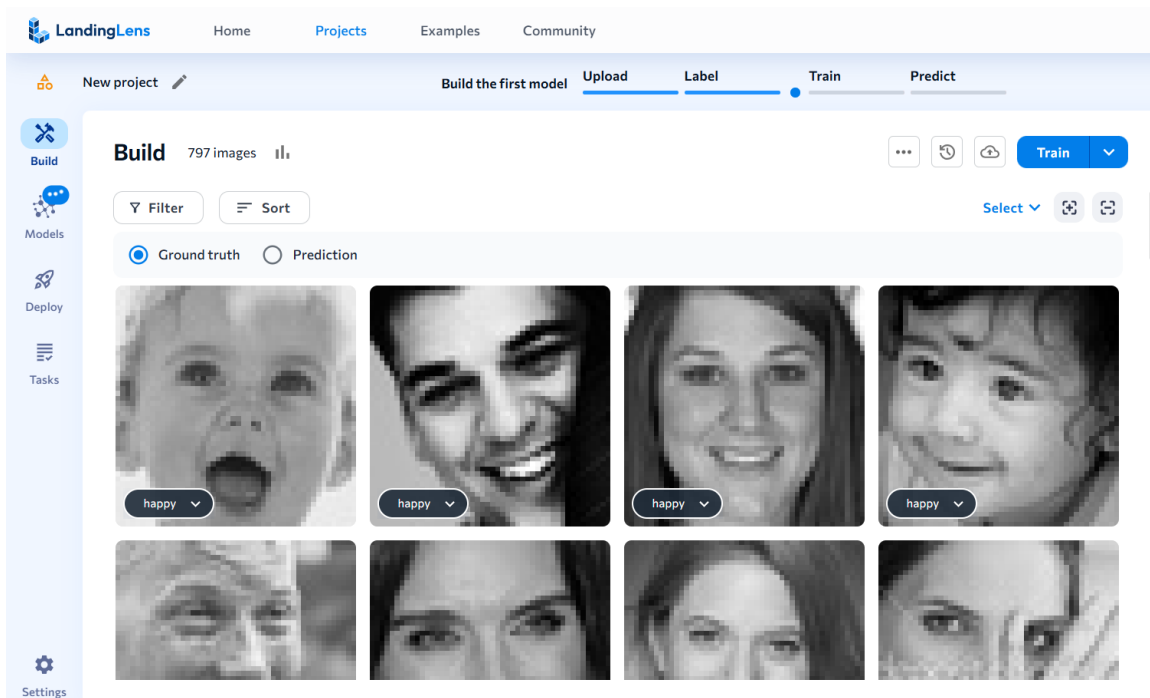 LandingLens Home Projects Examples Community
New project Build the first model Upload Label Train Predict
Build
Models
Deploy
Tasks
Settings
Build 797 images Train
Filter Sort Select
Ground truth Prediction
happy happy happy happy